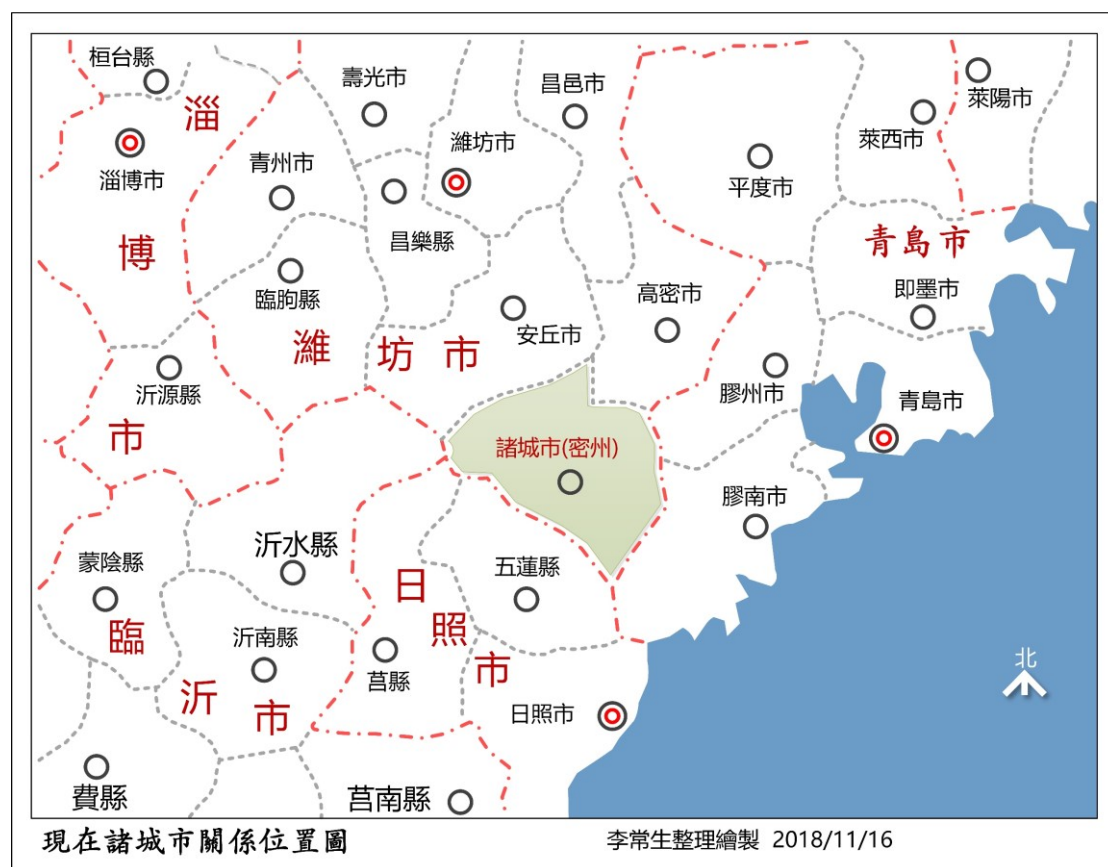 桓台縣
淄
壽光市
昌邑市
萊陽市
萊西市
淄博市
青州市
濰坊市
平度市
博
昌樂縣
青島市
臨朐縣
高密市
即墨市
濰
坊
市
安丘市
沂源縣
膠州市
青島市
市
諸城市(密州)
膠南市
沂水縣
蒙陰縣
五蓮縣
日
臨
沂南縣
照
莒縣
市
北
沂
市
日照市
費縣
莒南縣
現在諸城市關係位置圖
李常生整理繪製 2018/11/16